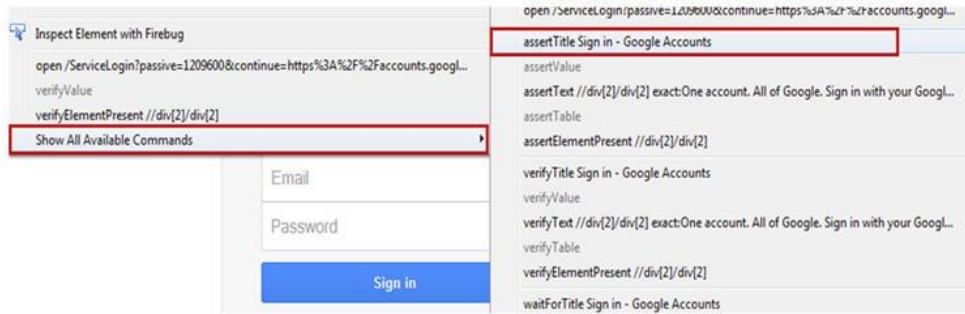 Inspect Element with Firebug
open /ServiceLogin?passive=1209600&continue=https%3A%2F%2Faccounts.googl...
verifyValue
verifyElementPresent //div[2]/div[2]
Show All Available Commands
Email
Password
Sign in
open /ServiceLogin?passive=1209600&continue=https%3A%2F%2Faccounts.googl...
assertTitle Sign in - Google Accounts
assertValue
assertText //div[2]/div[2] exact:One account. All of Google. Sign in with your Googl...
assertTable
assertElementPresent //div[2]/div[2]
verifyTitle Sign in - Google Accounts
verifyValue
verifyText //div[2]/div[2] exact:One account. All of Google. Sign in with your Googl...
verifyTable
verifyElementPresent //div[2]/div[2]
waitForTitle Sign in - Google Accounts